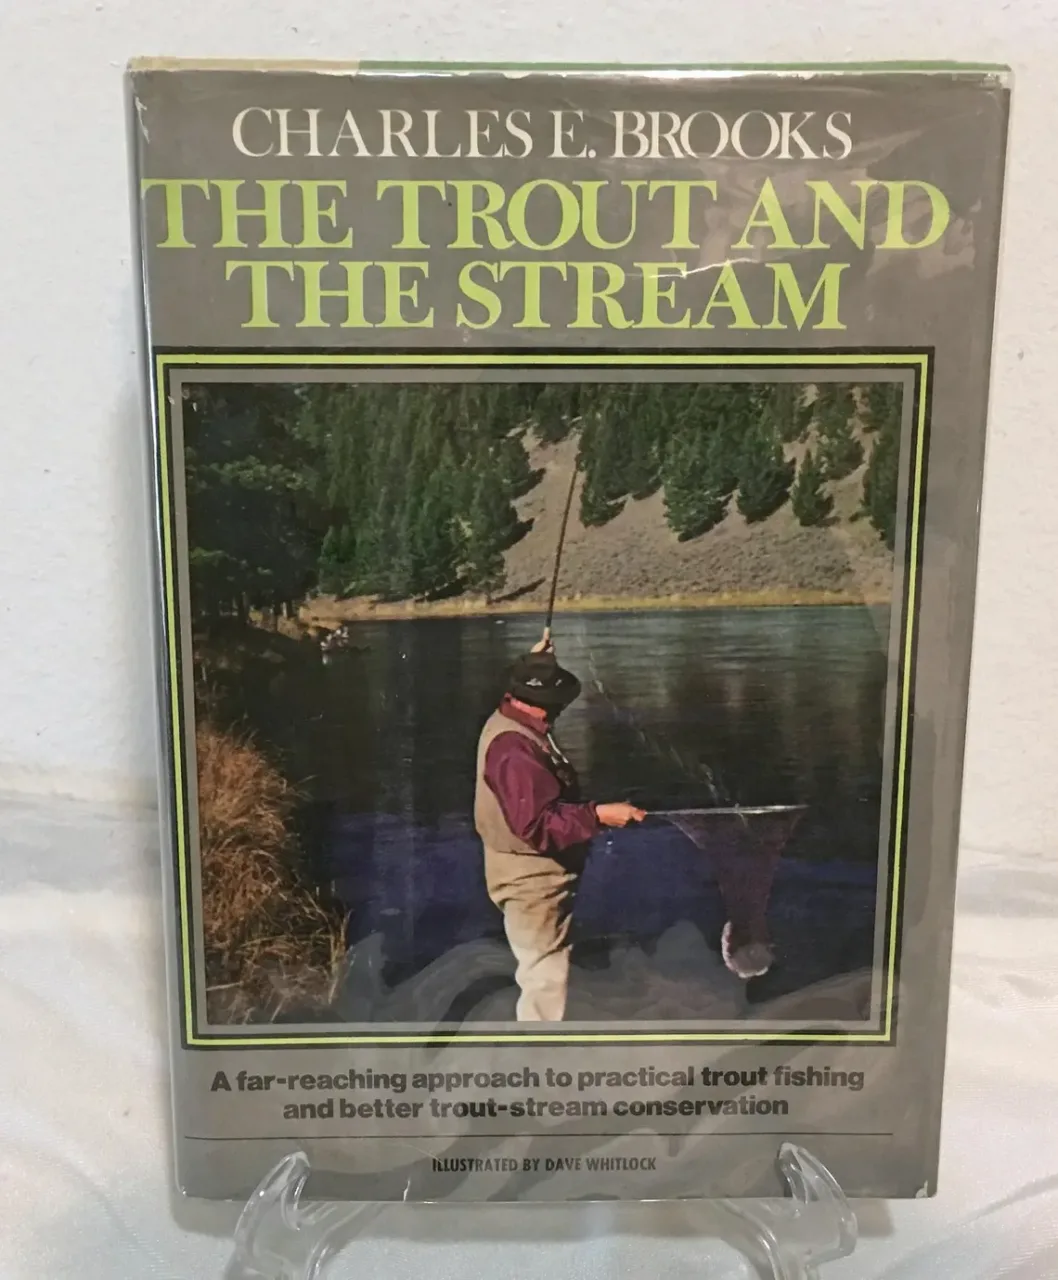 CHARLES E. BROOKS
THE TROUT AND
THE STREAM
A far-reaching approach to practical trout fishing
and better trout-stream conservation
ILLUSTRATED BY DAVE WHITLOCK